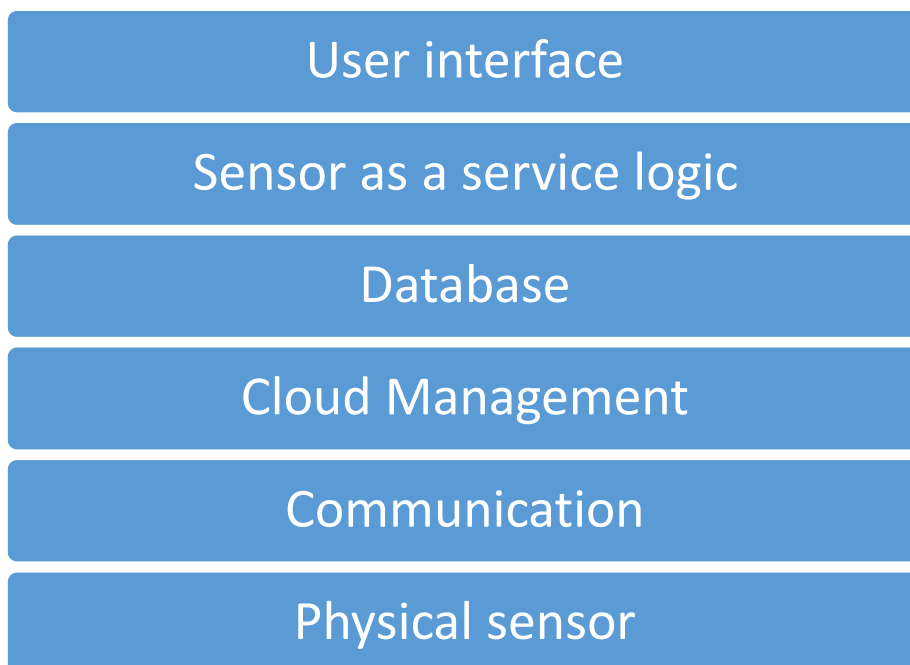 User interface
Sensor as a service logic
Database
Cloud Management
Communication
Physical sensor